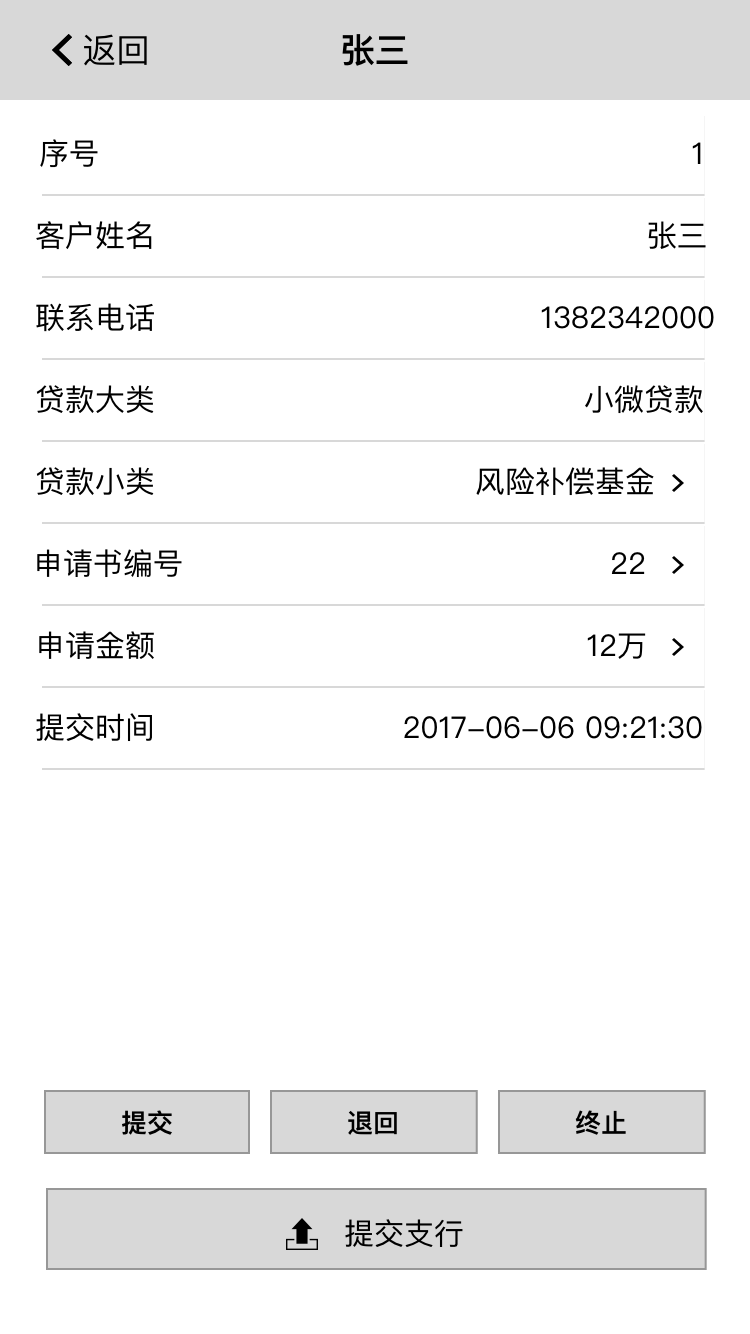 返回 张三
序号 1
客户姓名 张三
联系电话 1382342000
贷款大类 小微贷款
贷款小类 风险补偿基金
申请书编号 22
申请金额 12万
提交时间 2017-06-06 09:21:30
提交 退回 终止
提交支行